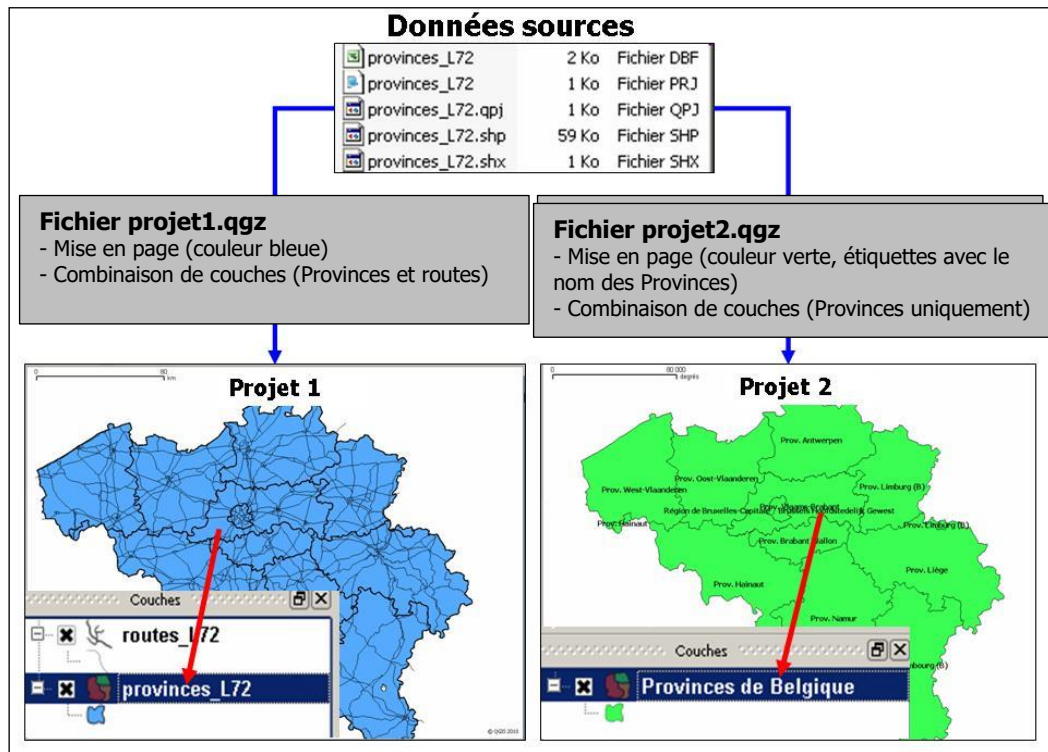 Données sources
provinces_L72 2 Ko Fichier DBF
provinces_L72 1 Ko Fichier PRJ
provinces_L72.qpj 1 Ko Fichier QPJ
provinces_L72.shp 59 Ko Fichier SHP
provinces_L72.shx 1 Ko Fichier SHX
Fichier projet1.qgz
- Mise en page (couleur bleue)
- Combinaison de couches (Provinces et routes)
Fichier projet2.qgz
- Mise en page (couleur verte, étiquettes avec le
nom des Provinces)
- Combinaison de couches (Provinces uniquement)
0 80
km
Projet 1
Couches
routes_L72
provinces_L72
0 60 000
degrés
Projet 2
Prov. Antwerpen
Prov. Oost-Vlaanderen
Prov. West-Vlaanderen
Prov. Limburg (B)
Région de Bruxelles-Capitale
Gewest
Prov. Hainaut
Prov. Limburg (B)
Prov. Brabant Wallon
Prov. Hainaut
Prov. Liège
Prov. Namur
Couches
Provinces de Belgique